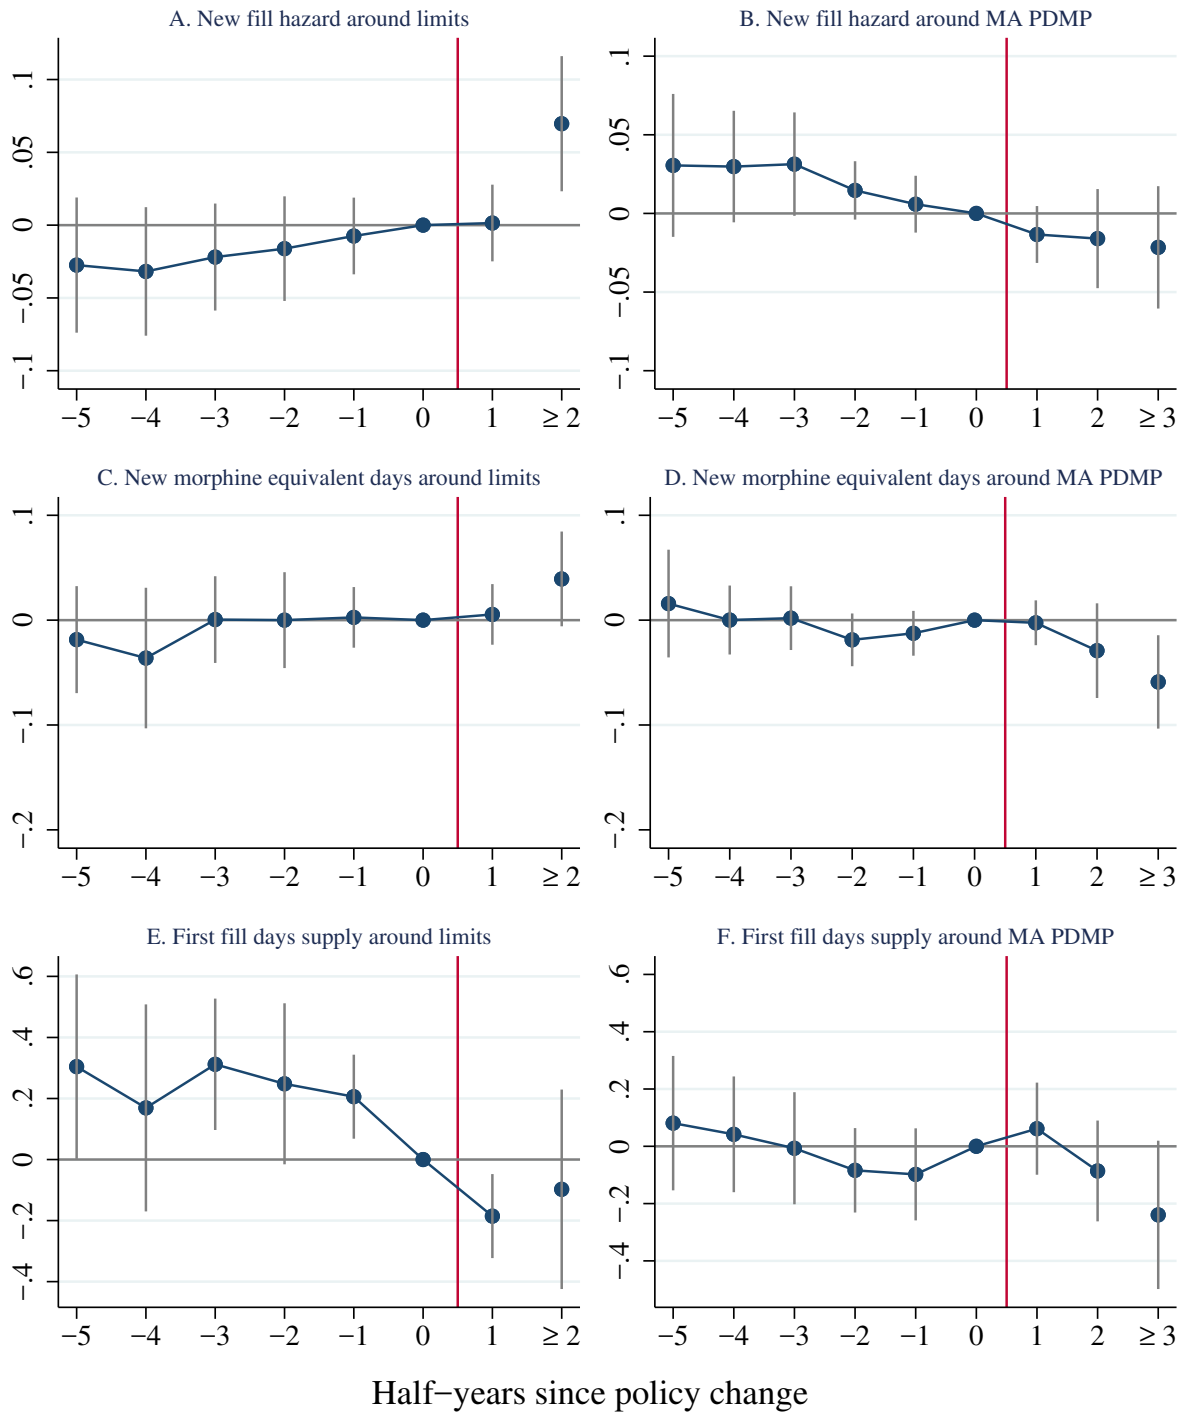 A. New fill hazard around limits
.1
.05
0
−.05
−.1
−5 −4 −3 −2 −1 0 1 ≥ 2
B. New fill hazard around MA PDMP
.1
.05
0
−.05
−.1
−5 −4 −3 −2 −1 0 1 2 ≥ 3
C. New morphine equivalent days around limits
.1
0
−.1
−.2
−5 −4 −3 −2 −1 0 1 ≥ 2
D. New morphine equivalent days around MA PDMP
.1
0
−.1
−.2
−5 −4 −3 −2 −1 0 1 2 ≥ 3
E. First fill days supply around limits
.6
.4
.2
0
−.2
−.4
−5 −4 −3 −2 −1 0 1 ≥ 2
F. First fill days supply around MA PDMP
.6
.4
.2
0
−.2
−.4
−5 −4 −3 −2 −1 0 1 2 ≥ 3
Half−years since policy change